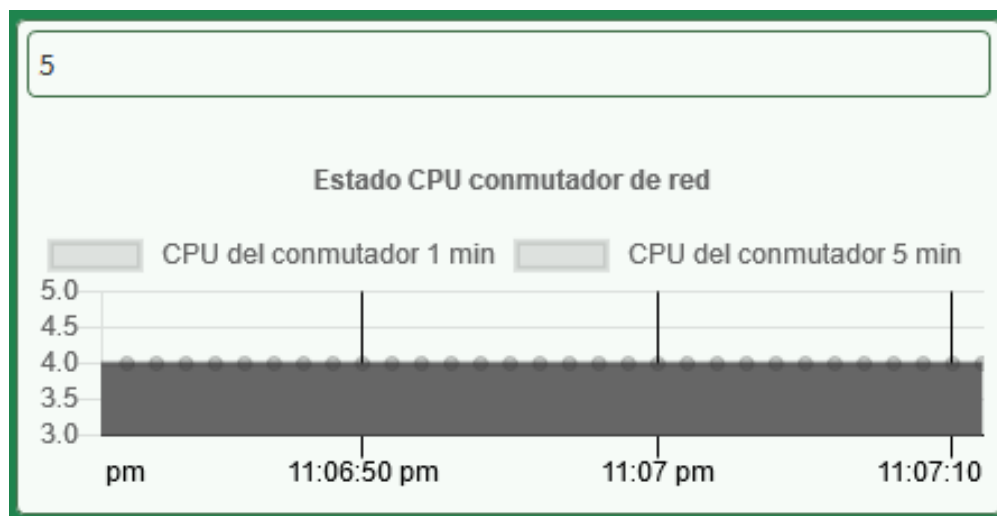 5
Estado CPU conmutador de red
CPU del conmutador 1 min CPU del conmutador 5 min
5.0
4.5
4.0
3.5
3.0
pm 11:06:50 pm 11:07 pm 11:07:10